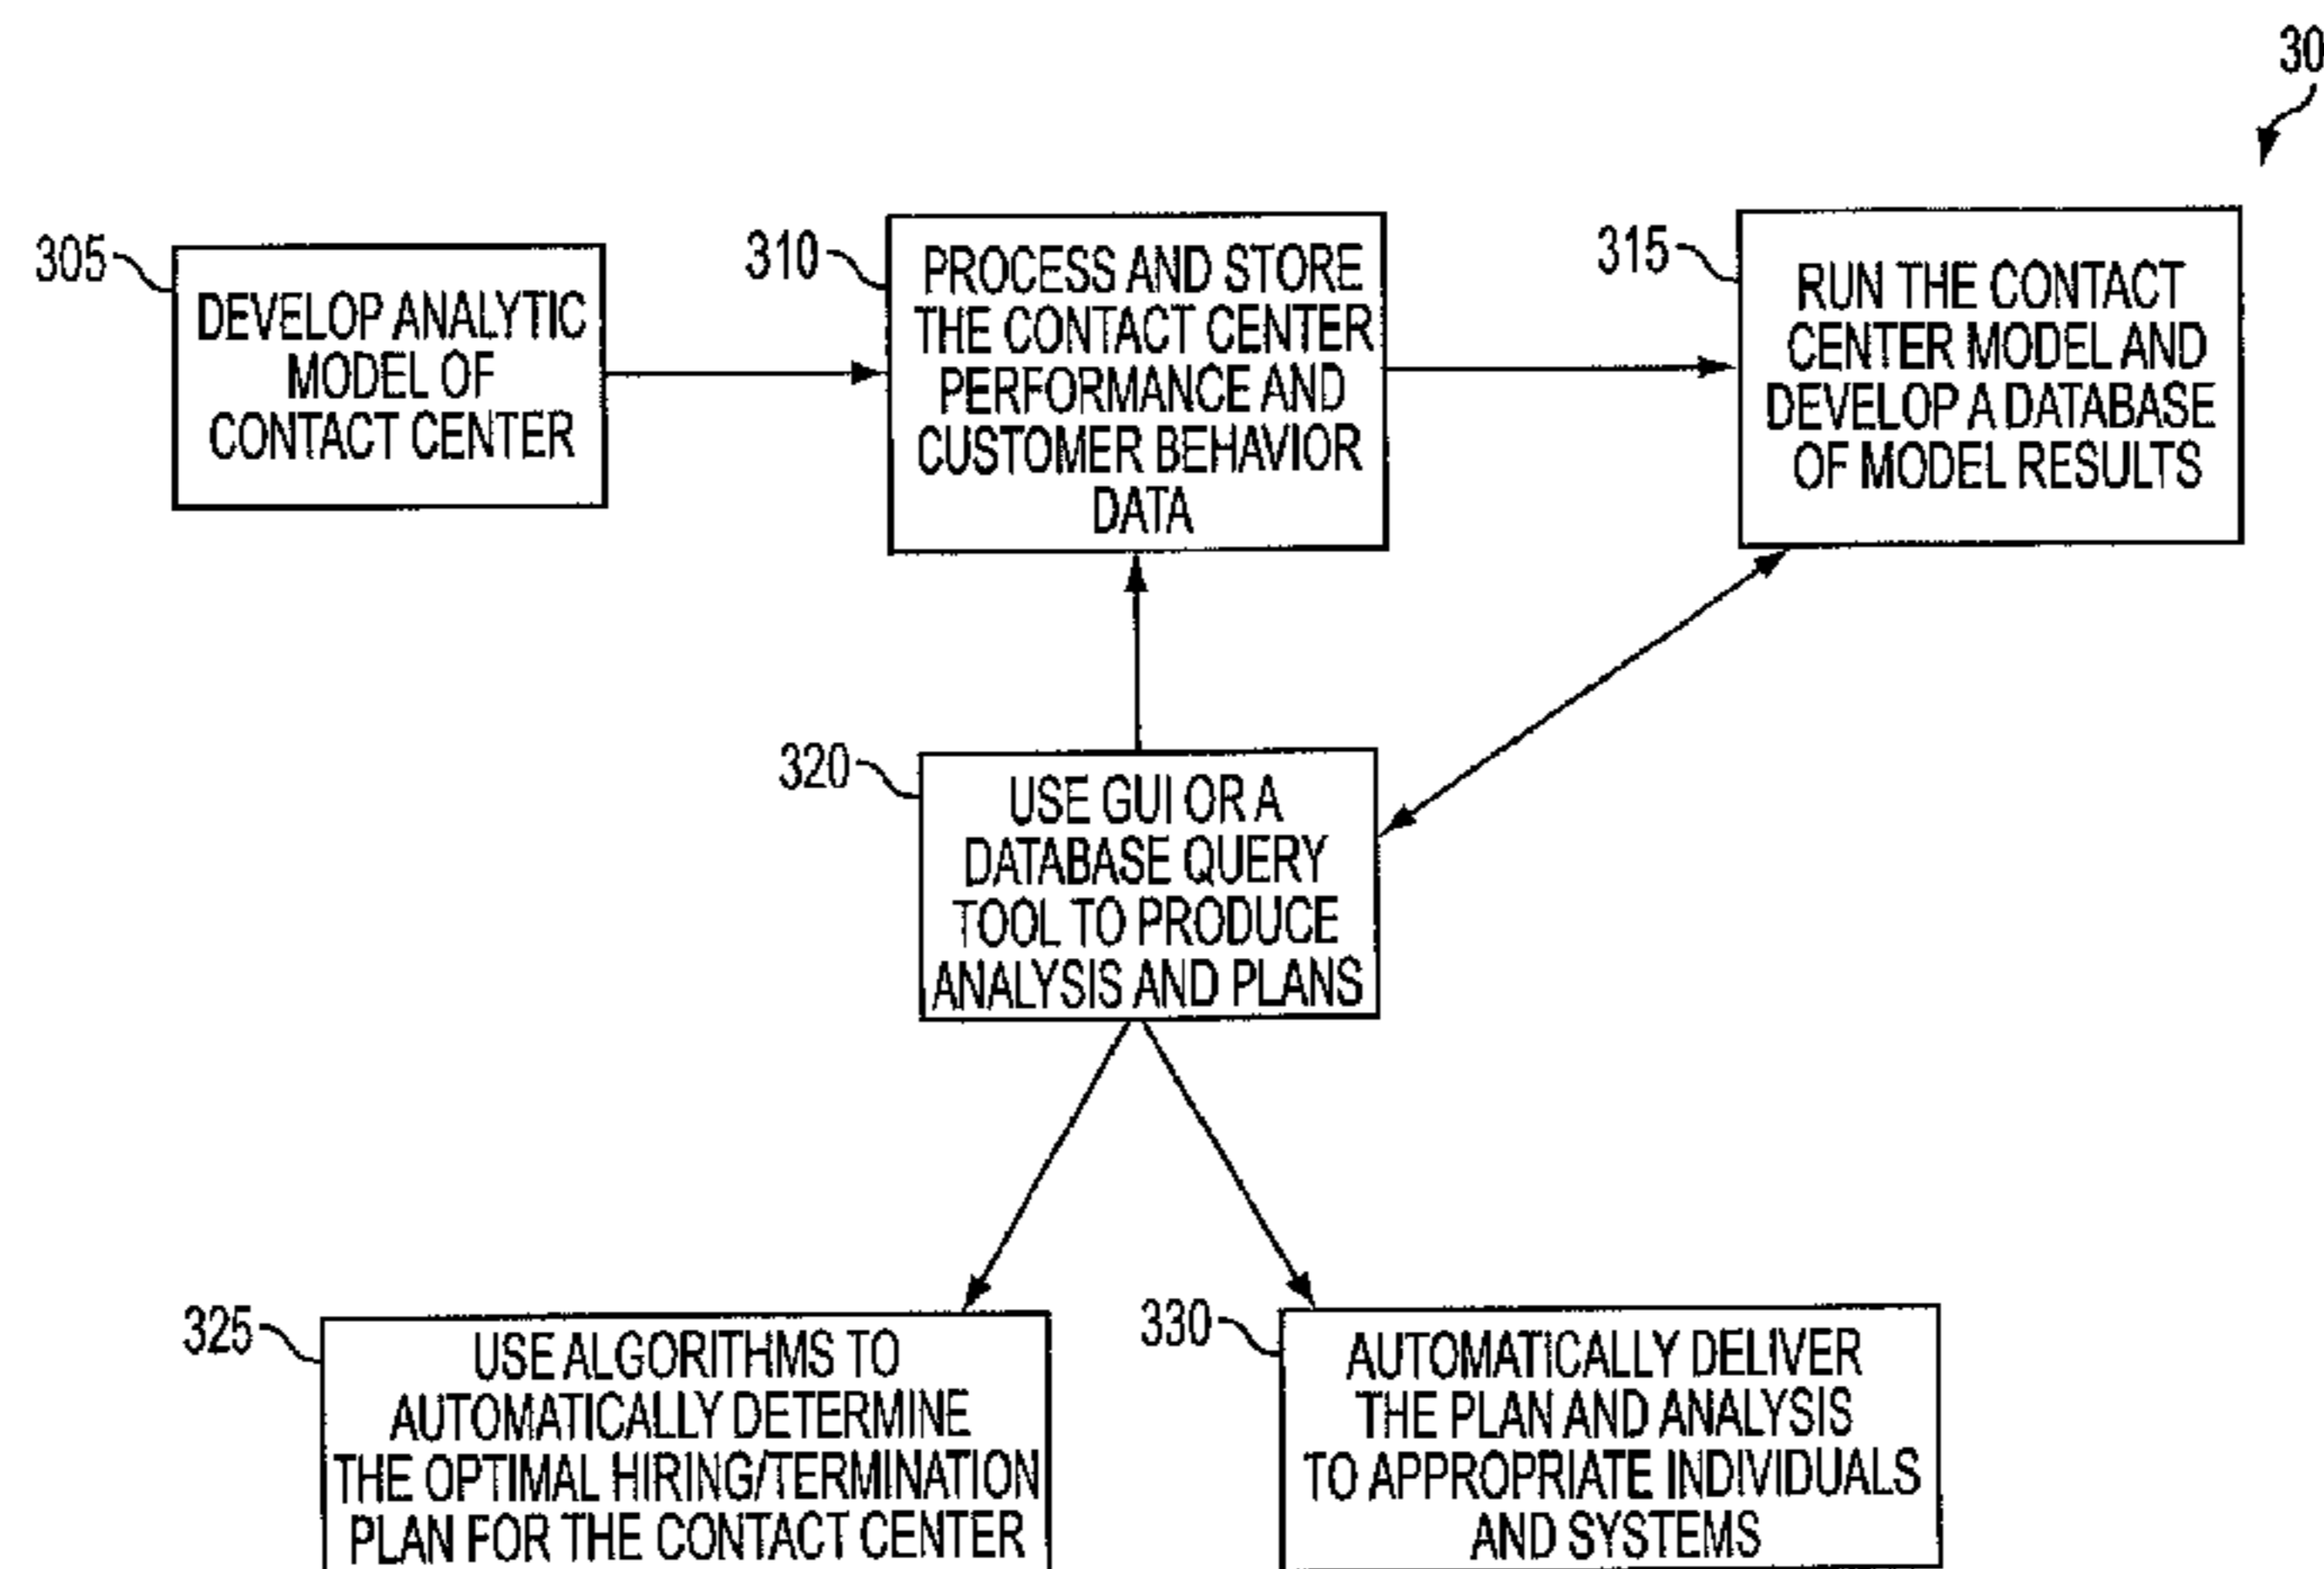 30
305
DEVELOP ANALYTIC
MODEL OF
CONTACT CENTER
310
PROCESS AND STORE
THE CONTACT CENTER
PERFORMANCE AND
CUSTOMER BEHAVIOR
DATA
315
RUN THE CONTACT
CENTER MODEL AND
DEVELOP A DATABASE
OF MODEL RESULTS
320
USE GUI OR A
DATABASE QUERY
TOOL TO PRODUCE
ANALYSIS AND PLANS
325
USE ALGORITHMS TO
AUTOMATICALLY DETERMINE
THE OPTIMAL HIRING/TERMINATION
PLAN FOR THE CONTACT CENTER
330
AUTOMATICALLY DELIVER
THE PLAN AND ANALYSIS
TO APPROPRIATE INDIVIDUALS
AND SYSTEMS